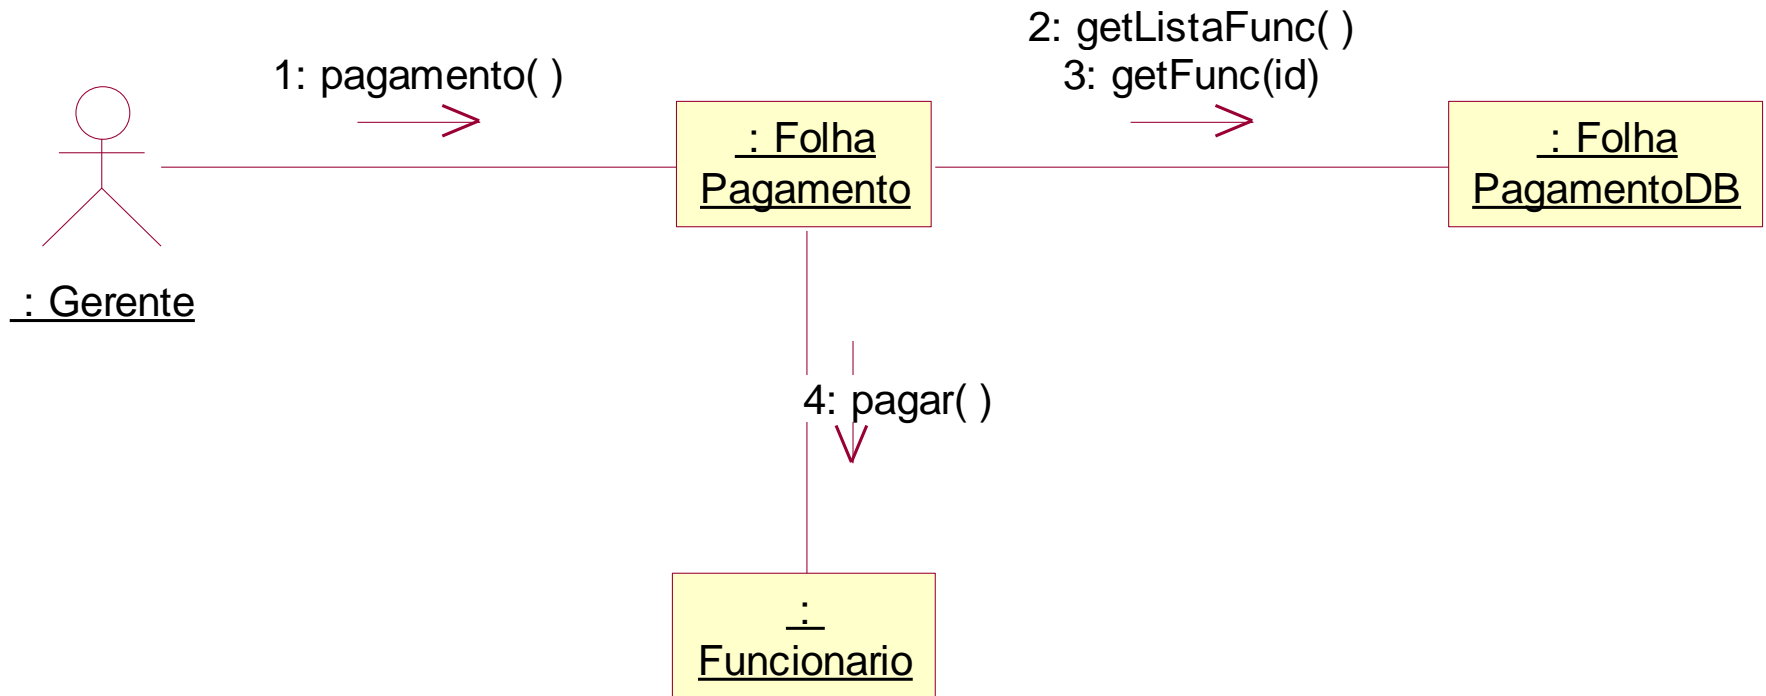 2: getListaFunc( )
1: pagamento( )
3: getFunc(id)
: Folha
Pagamento
: Folha
PagamentoDB
: Gerente
4: pagar( )
:
Funcionario